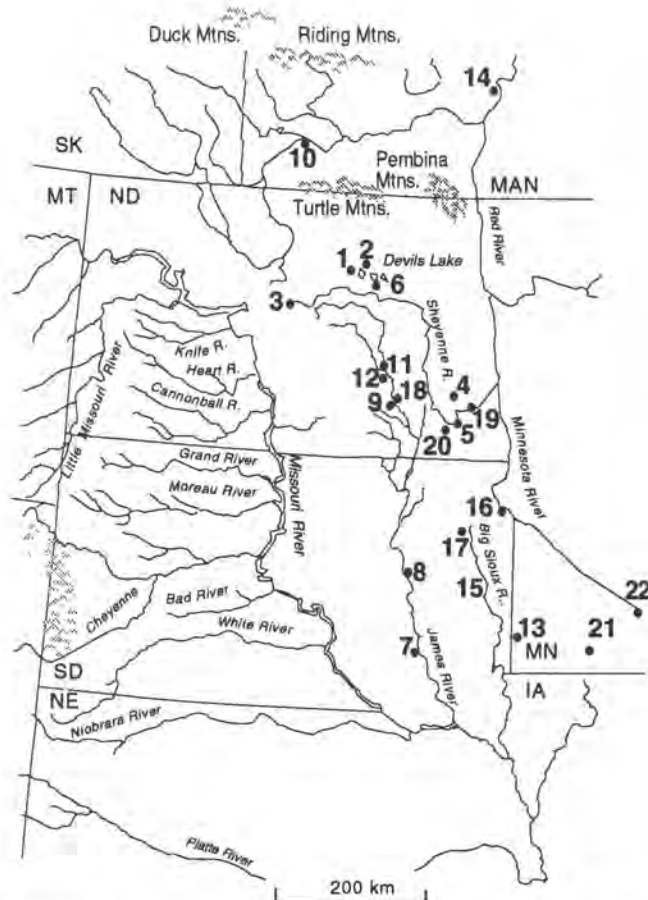 Duck Mtns.
Riding Mtns.
14
SK
10
Pembina
Mtns.
MAN
MT
ND
Turtle Mtns.
Red River
1
2
Devils Lake
6
3
Sheyenne R.
Knife R.
11
Heart R.
12
18
4
Little Missouri River
Cannonball R.
9
19
5
20
Minnesota River
Grand River
Missouri River
Moreau River
16
17
Big Sioux R.
8
15
22
Cheyenne
Bad River
White River
13
21
7
James River
MN
SD
NE
IA
Niobrara River
Platte River
200 km